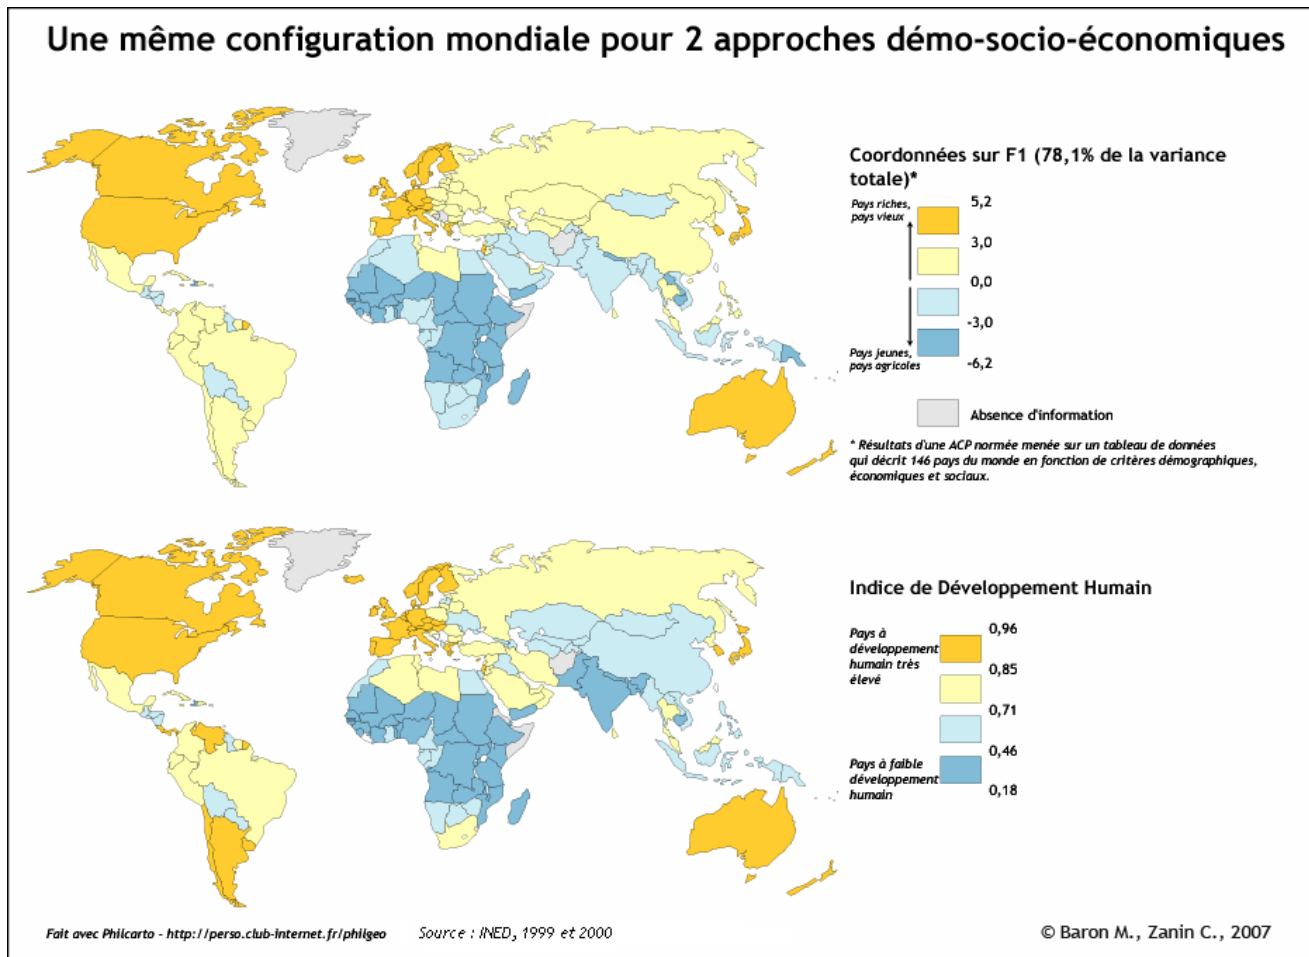 Une même configuration mondiale pour 2 approches démo-socio-économiques
Coordonnées sur F1 (78,1% de la variance
totale)*
Pays riches,
pays vieux
5,2
3,0
0,0
-3,0
Pays jeunes,
pays agricoles
-6,2
Absence d'information
* Résultats d'une ACP normée menée sur un tableau de données
qui décrit 146 pays du monde en fonction de critères démographiques,
économiques et sociaux.
Indice de Développement Humain
Pays à
développement
humain très
élevé
0,96
0,85
0,71
0,46
Pays à faible
développement
humain
0,18
Fait avec Philcarto - http://perso.club-internet.fr/philgeo
Source : INED, 1999 et 2000
© Baron M., Zanin C., 2007